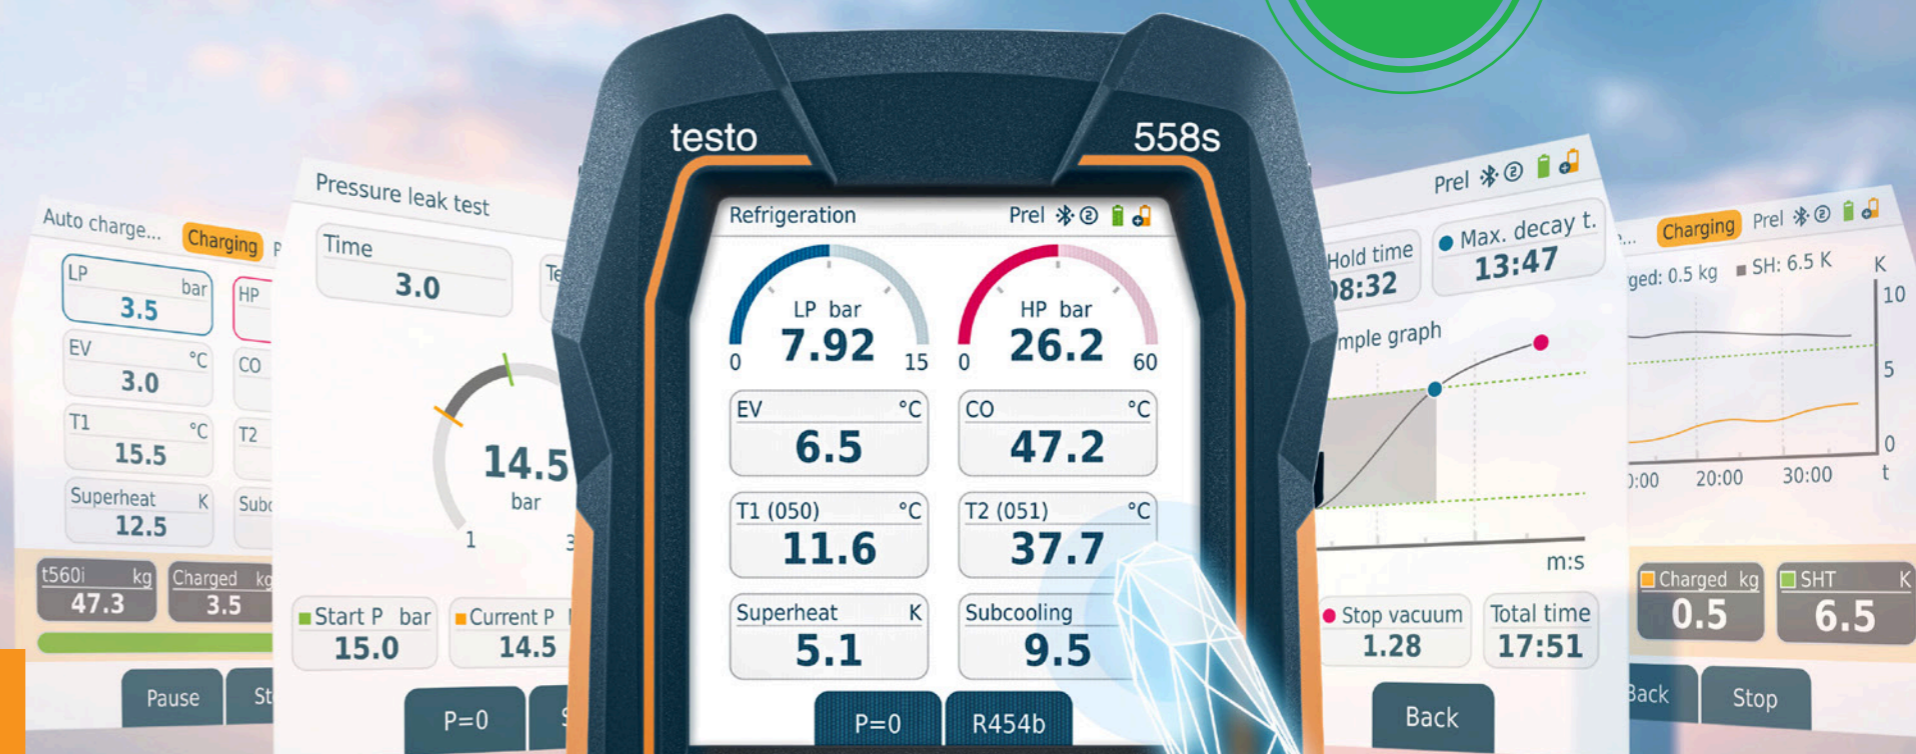 testo 558s
Refrigeration Prel
LP bar
7.92
0 15
HP bar
26.2
0 60
EV °C
6.5
CO °C
47.2
T1 (050) °C
11.6
T2 (051) °C
37.7
Superheat K
5.1
Subcooling
9.5
P=0 R454b
Auto charge... Charging
LP bar
3.5
HP
EV °C
3.0
CO
T1 °C
15.5
T2
Superheat K
12.5
t560i kg
47.3
Charged kg
3.5
Pause
Pressure leak test
Time
3.0
14.5
bar
1
Start P bar
15.0
Current P
14.5
P=0
Prel
Hold time
08:32
Max. decay t.
13:47
graph
m:s
Stop vacuum
1.28
Total time
17:51
Back
Charging Prel
0.5 kg SH: 6.5 K K
10
5
0
20:00 30:00 t
Charged kg
0.5
SHT K
6.5
Back Stop